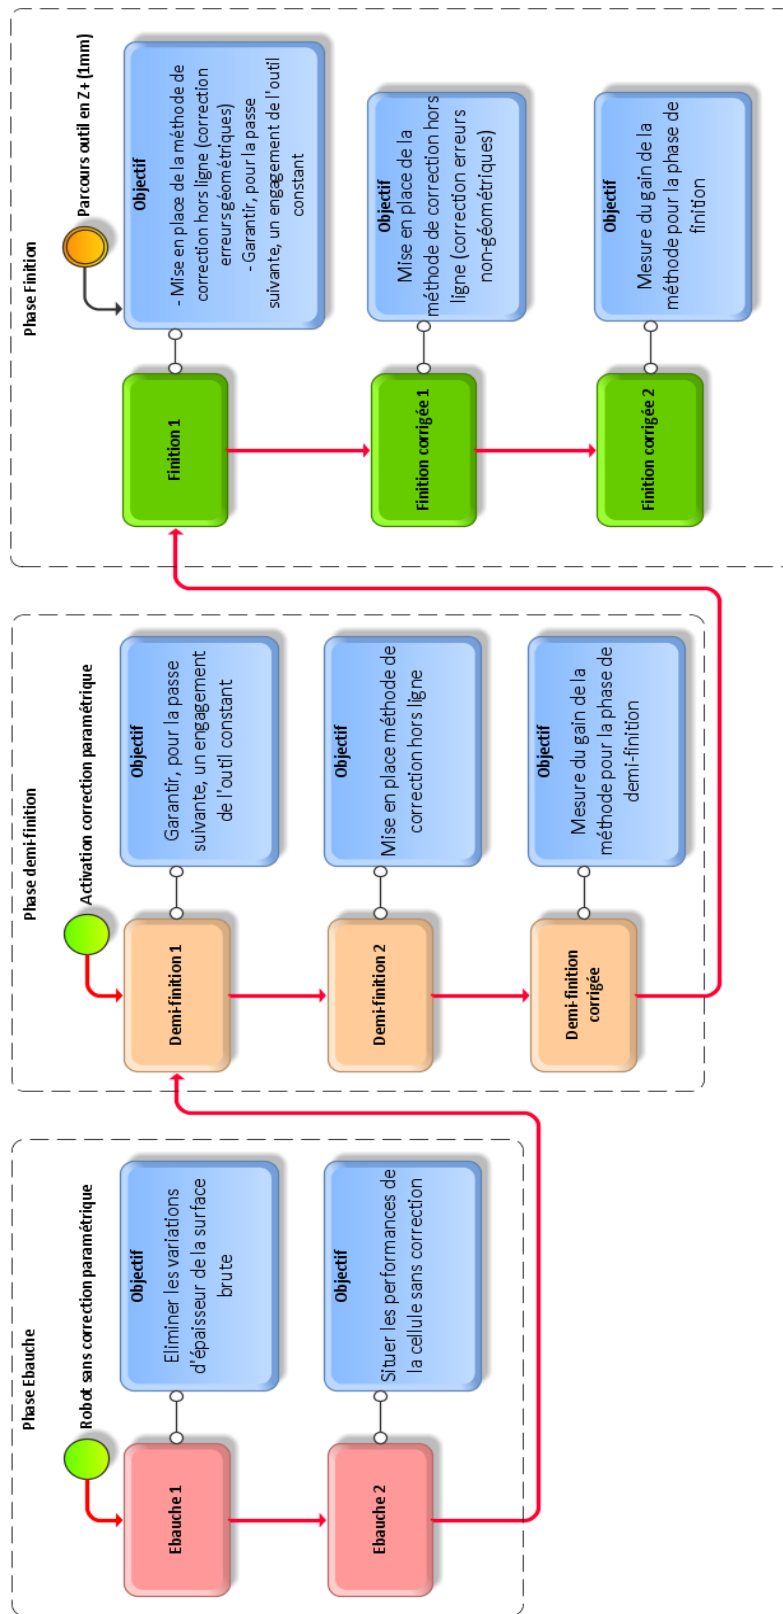 Phase Ebauche
Robot sans correction paramétrique
Ebauche 1
Objectif
Eliminer les variations
d'épaisseur de la surface
brute
Ebauche 2
Objectif
Situer les performances de
la cellule sans correction
Phase demi-finition
Activation correction paramétrique
Demi-finition 1
Objectif
Garantir, pour la passe
suivante, un engagement
de l'outil constant
Demi-finition 2
Objectif
Mise en place méthode de
correction hors ligne
Demi-finition
corrigée
Objectif
Mesure du gain de la
méthode pour la phase de
demi-finition
Phase Finition
Parcours outil en Z+ (1mm)
Finition 1
Objectif
- Mise en place de la méthode de
correction hors ligne (correction
erreurs géométriques)
- Garantir, pour la passe
suivante, un engagement de l'outil
constant
Finition corrigée 1
Objectif
Mise en place de la
méthode de correction hors
ligne (correction erreurs
non-géométriques)
Finition corrigée 2
Objectif
Mesure du gain de la
méthode pour la phase de
finition